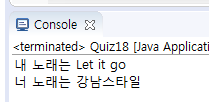 Console
<terminated> Quiz18 [Java Applicati
내 노래는 Let it go
너 노래는 강남스타일